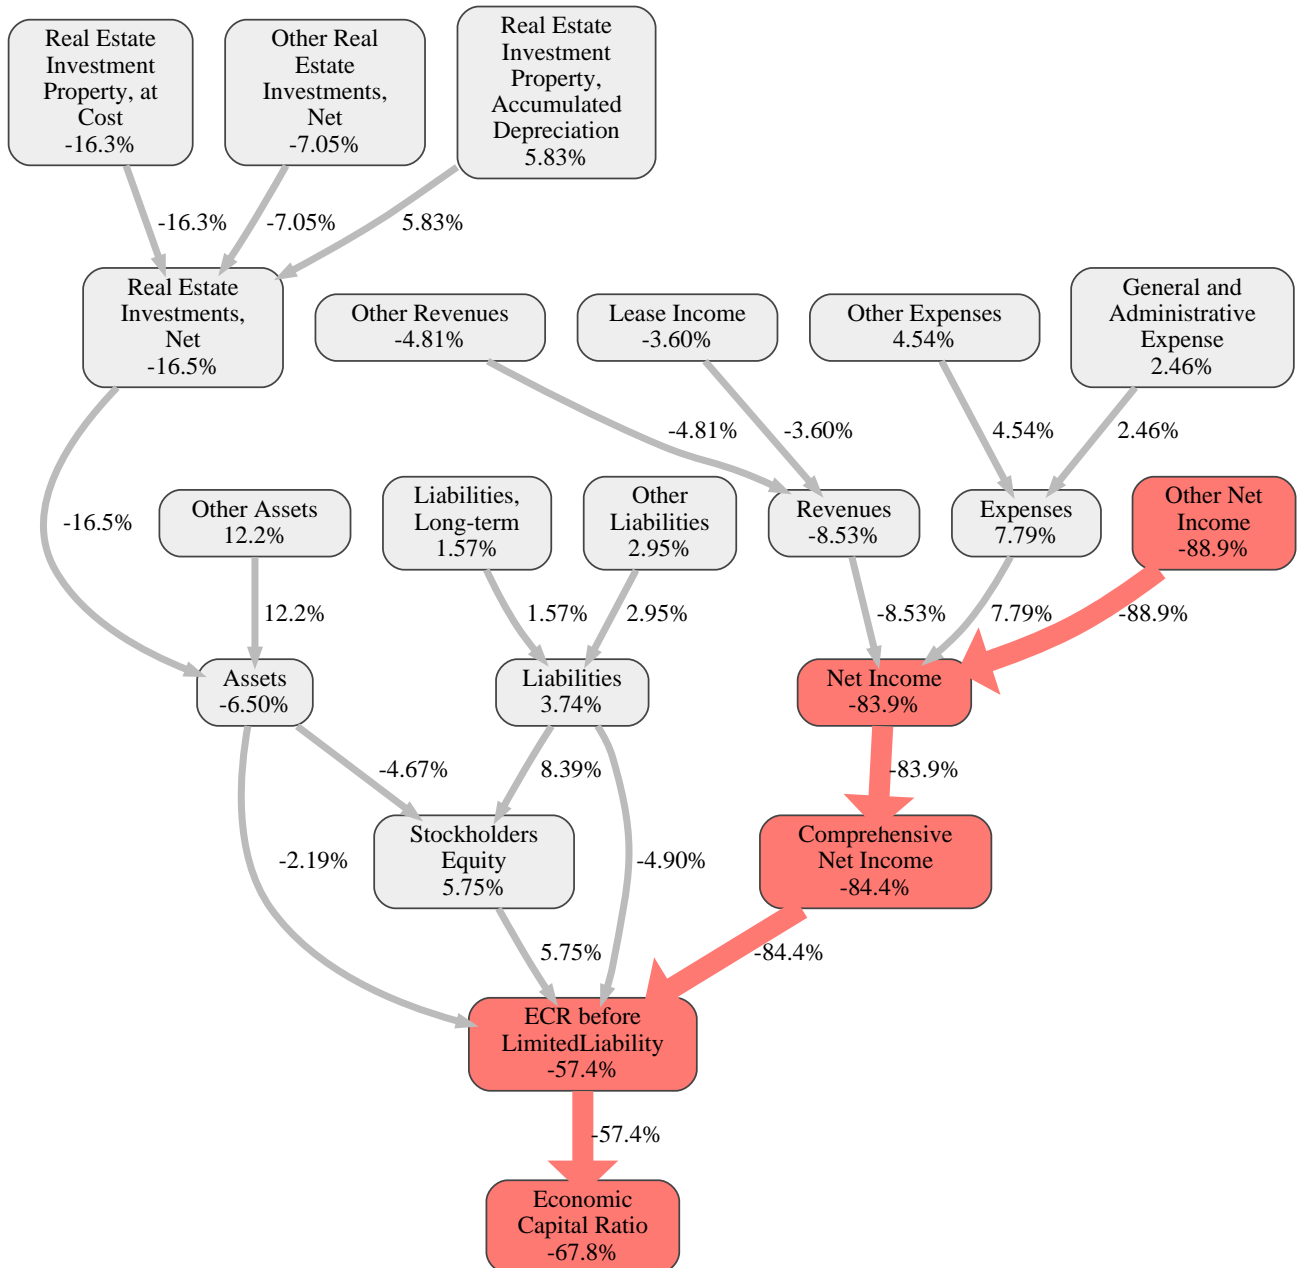 Real Estate
Investment
Property, at
Cost
-16.3%
Other Real
Estate
Investments,
Net
-7.05%
Real Estate
Investment
Property,
Accumulated
Depreciation
5.83%
-16.3%
-7.05%
5.83%
Real Estate
Investments,
Net
-16.5%
Other Revenues
-4.81%
Lease Income
-3.60%
Other Expenses
4.54%
General and
Administrative
Expense
2.46%
-4.81%
-3.60%
4.54%
2.46%
-16.5%
Other Assets
12.2%
Liabilities,
Long-term
1.57%
Other
Liabilities
2.95%
Revenues
-8.53%
Expenses
7.79%
Other Net
Income
-88.9%
12.2%
1.57%
2.95%
-8.53%
7.79%
-88.9%
Assets
-6.50%
Liabilities
3.74%
Net Income
-83.9%
-4.67%
8.39%
-83.9%
-2.19%
Stockholders
Equity
5.75%
-4.90%
Comprehensive
Net Income
-84.4%
5.75%
-84.4%
ECR before
LimitedLiability
-57.4%
-57.4%
Economic
Capital Ratio
-67.8%